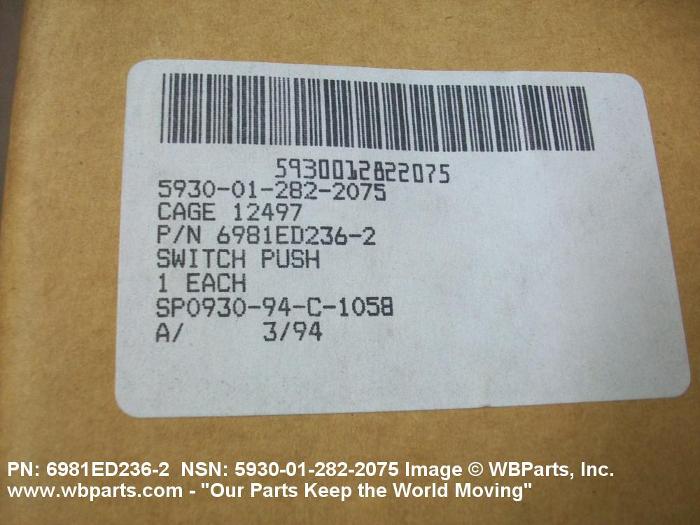 5930012822075
5930-01-282-2075
CAGE 12497
P/N 6981ED236-2
SWITCH PUSH
1 EACH
SP0930-94-C-1058
A/ 3/94
PN: 6981ED236-2 NSN: 5930-01-282-2075 Image © WBParts, Inc.
www.wbparts.com - "Our Parts Keep the World Moving"